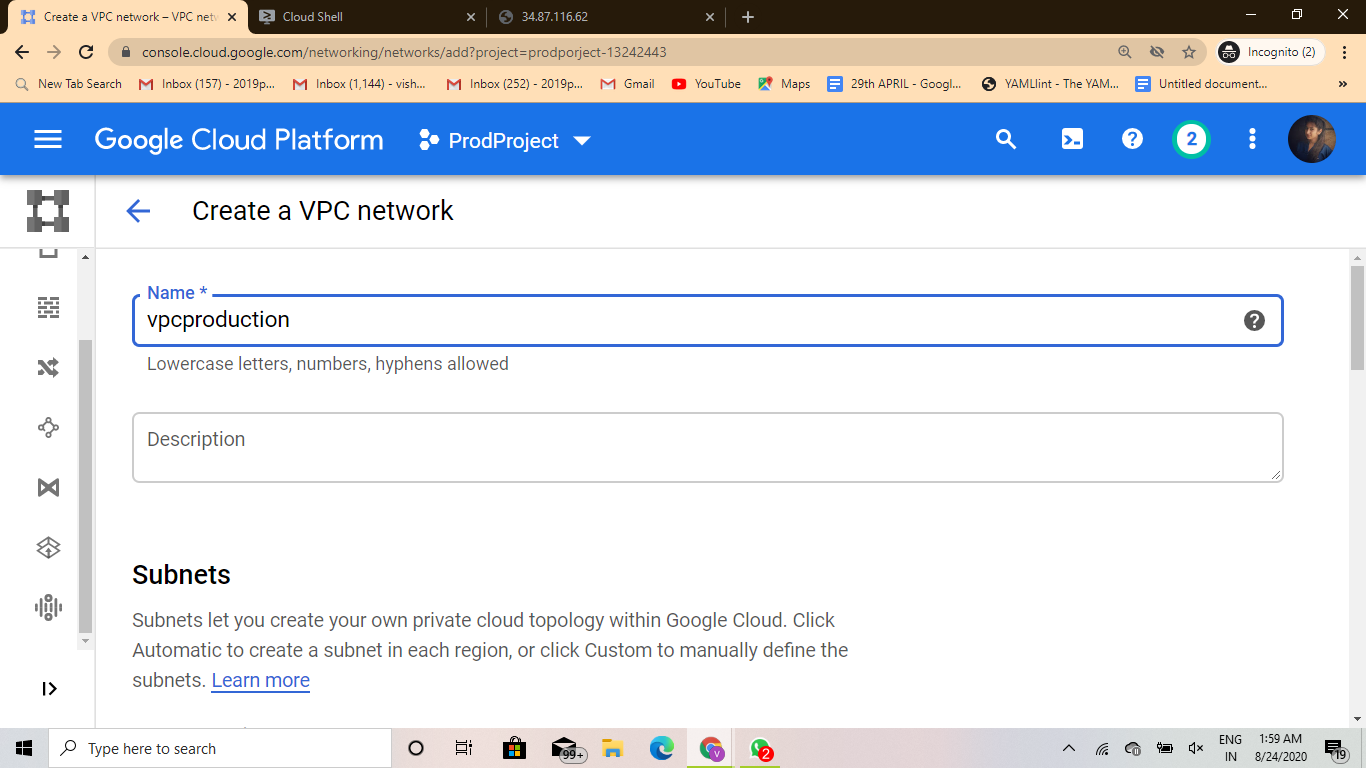 Create a VPC network – VPC netw
Cloud Shell
34.87.116.62
console.cloud.google.com/networking/networks/add?project=prodporject-13242443
Incognito (2)
New Tab Search
Inbox (157) - 2019p...
Inbox (1,144) - vish...
Inbox (252) - 2019p...
Gmail
YouTube
Maps
29th APRIL - Googl...
YAMLlint - The YAM...
Untitled document...
Google Cloud Platform
ProdProject
2
Create a VPC network
Name *
vpcproduction
Lowercase letters, numbers, hyphens allowed
Description
Subnets
Subnets let you create your own private cloud topology within Google Cloud. Click
Automatic to create a subnet in each region, or click Custom to manually define the
subnets. Learn more
Type here to search
99+
V
2
ENG
IN
1:59 AM
8/24/2020
19